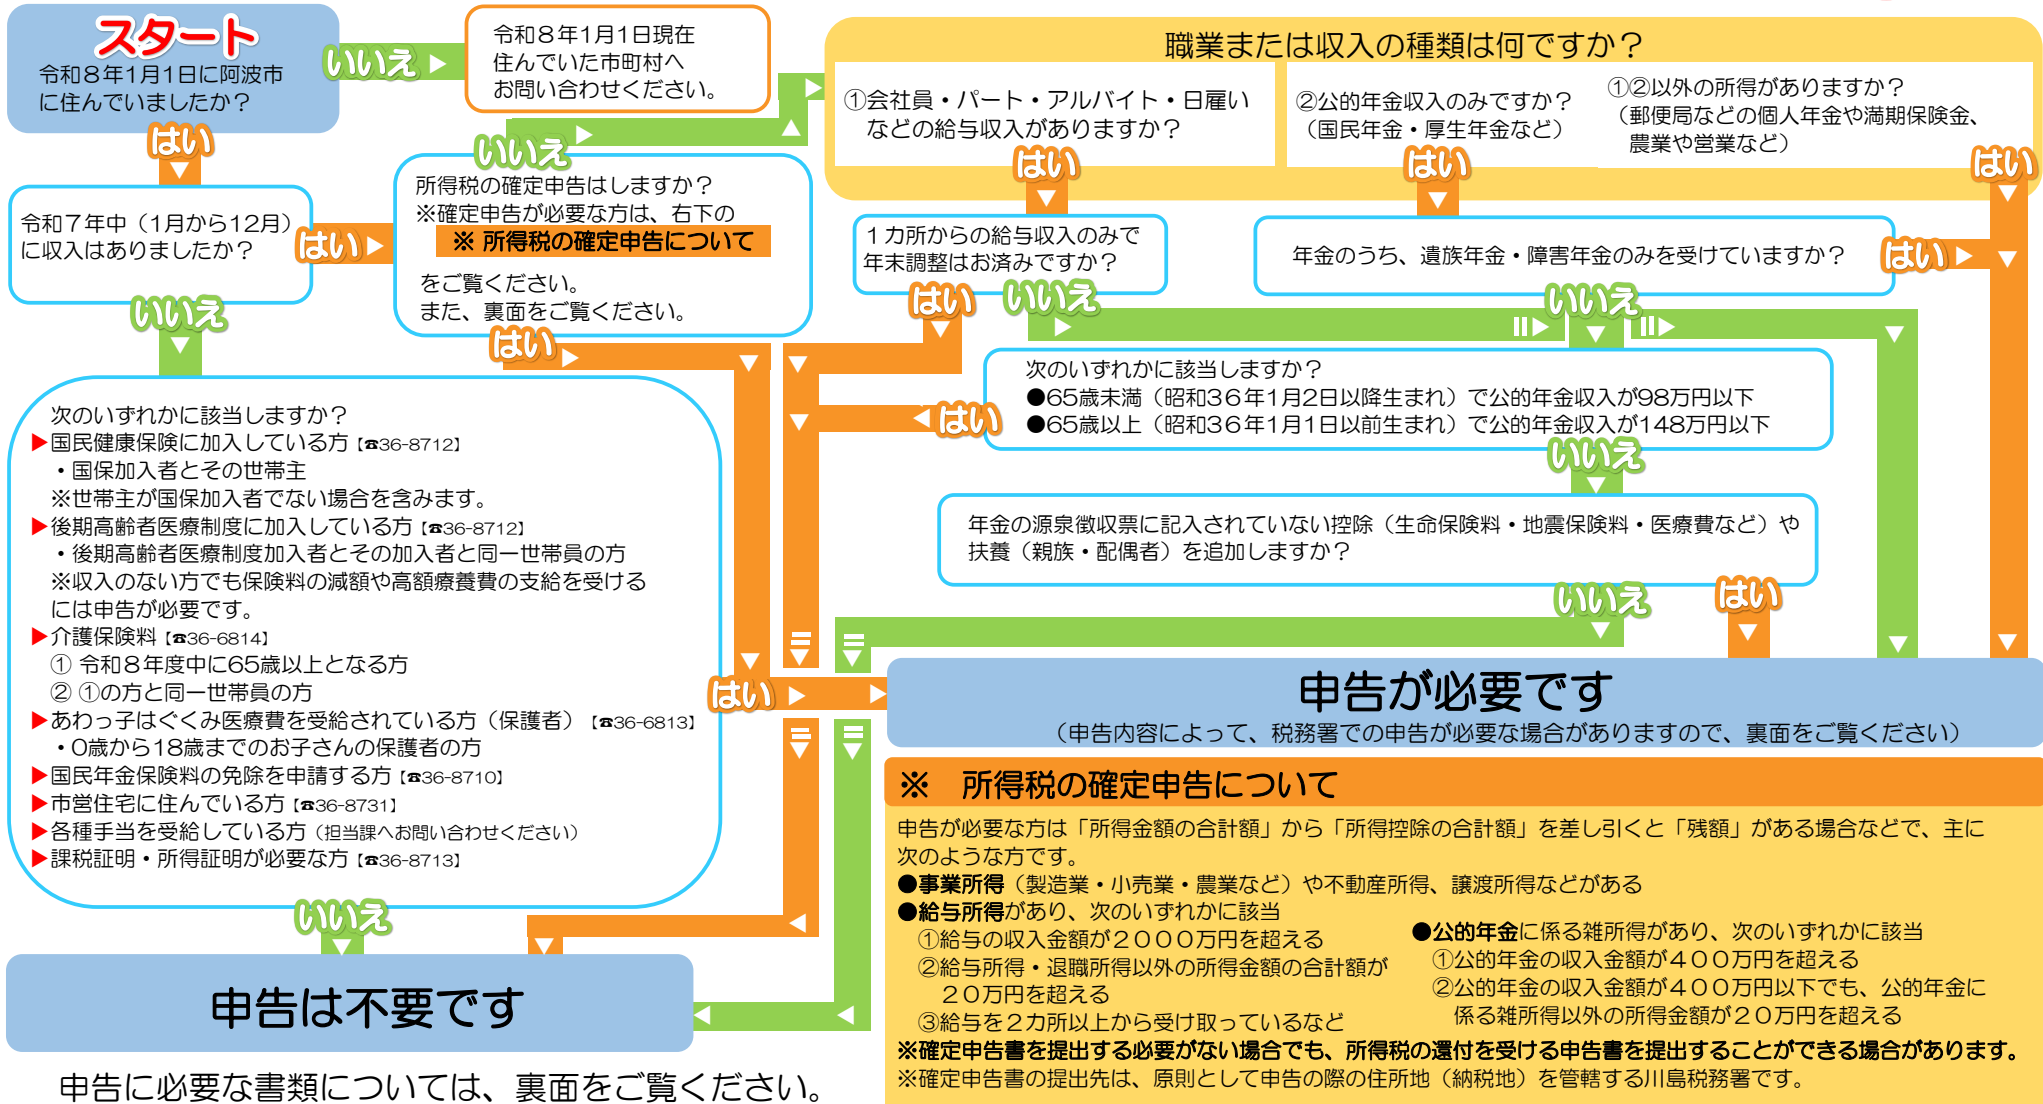 スタート
令和８年1月1日に阿波市
に住んでいましたか？
いいえ
令和８年1月1日現在
住んでいた市町村へ
お問い合わせください。
はい
令和７年中（1月から12月）
に収入はありましたか？
はい
いいえ
いいえ
所得税の確定申告はしますか？
※確定申告が必要な方は、右下の
※ 所得税の確定申告について
をご覧ください。
また、裏面をご覧ください。
はい
職業または収入の種類は何ですか？
①会社員・パート・アルバイト・日雇い
などの給与収入がありますか？
はい
②公的年金収入のみですか？
（国民年金・厚生年金など）
はい
①②以外の所得がありますか？
（郵便局などの個人年金や満期保険金、
農業や営業など）
はい
１カ所からの給与収入のみで
年末調整はお済みですか？
はい
いいえ
年金のうち、遺族年金・障害年金のみを受けていますか？
はい
いいえ
次のいずれかに該当しますか？
●65歳未満（昭和36年1月2日以降生まれ）で公的年金収入が98万円以下
●65歳以上（昭和36年1月1日以前生まれ）で公的年金収入が148万円以下
はい
いいえ
年金の源泉徴収票に記入されていない控除（生命保険料・地震保険料・医療費など）や
扶養（親族・配偶者）を追加しますか？
いいえ
はい
次のいずれかに該当しますか？
▶国民健康保険に加入している方【☎36-8712】
・国保加入者とその世帯主
※世帯主が国保加入者でない場合を含みます。
▶後期高齢者医療制度に加入している方【☎36-8712】
・後期高齢者医療制度加入者とその加入者と同一世帯員の方
※収入のない方でも保険料の減額や高額療養費の支給を受ける
には申告が必要です。
▶介護保険料【☎36-6814】
① 令和８年度中に65歳以上となる方
② ①の方と同一世帯員の方
▶あわっ子はぐくみ医療費を受給されている方（保護者）【☎36-6813】
・0歳から18歳までのお子さんの保護者の方
▶国民年金保険料の免除を申請する方【☎36-8710】
▶市営住宅に住んでいる方【☎36-8731】
▶各種手当を受給している方（担当課へお問い合わせください）
▶課税証明・所得証明が必要な方【☎36-8713】
はい
いいえ
申告が必要です
（申告内容によって、税務署での申告が必要な場合がありますので、裏面をご覧ください）
申告は不要です
申告に必要な書類については、裏面をご覧ください。
※　所得税の確定申告について
申告が必要な方は「所得金額の合計額」から「所得控除の合計額」を差し引くと「残額」がある場合などで、主に
次のような方です。
●事業所得（製造業・小売業・農業など）や不動産所得、譲渡所得などがある
●給与所得があり、次のいずれかに該当
①給与の収入金額が２０００万円を超える
②給与所得・退職所得以外の所得金額の合計額が
２０万円を超える
③給与を２カ所以上から受け取っているなど
●公的年金に係る雑所得があり、次のいずれかに該当
①公的年金の収入金額が４００万円を超える
②公的年金の収入金額が４００万円以下でも、公的年金に
係る雑所得以外の所得金額が２０万円を超える
※確定申告書を提出する必要がない場合でも、所得税の還付を受ける申告書を提出することができる場合があります。
※確定申告書の提出先は、原則として申告の際の住所地（納税地）を管轄する川島税務署です。